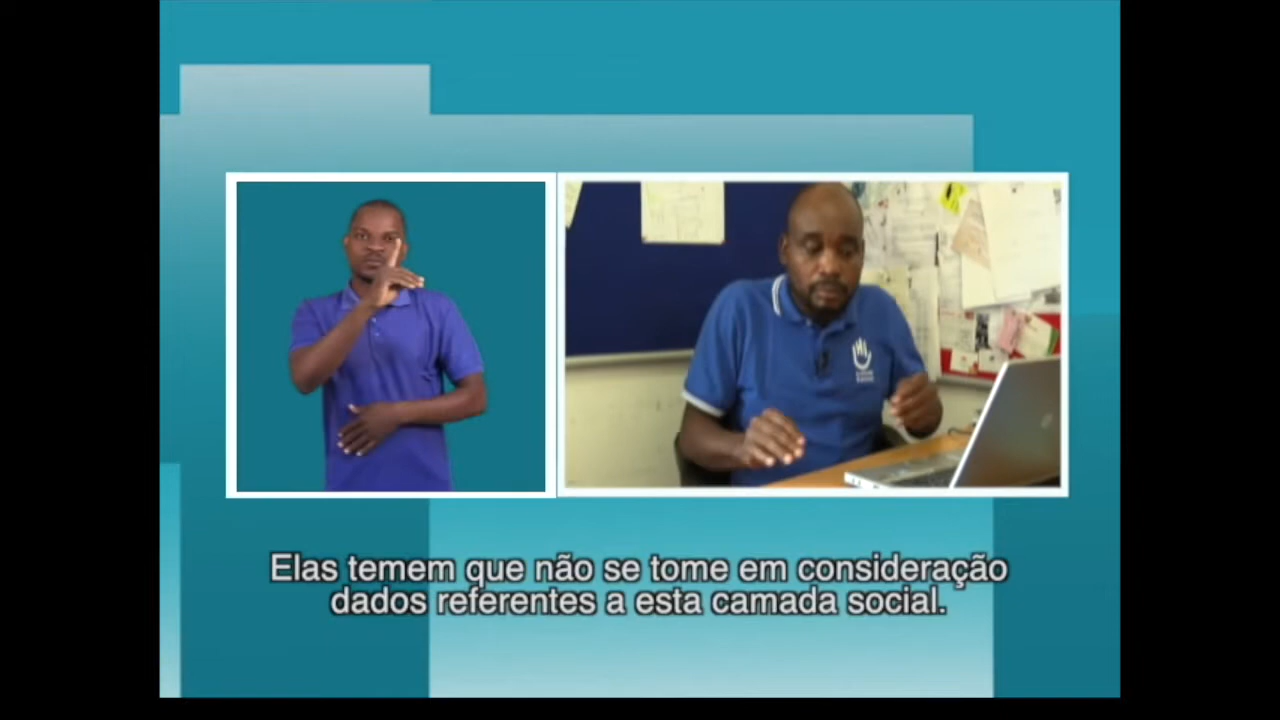 Elas temem que não se tome em consideração
dados referentes a esta camada social.